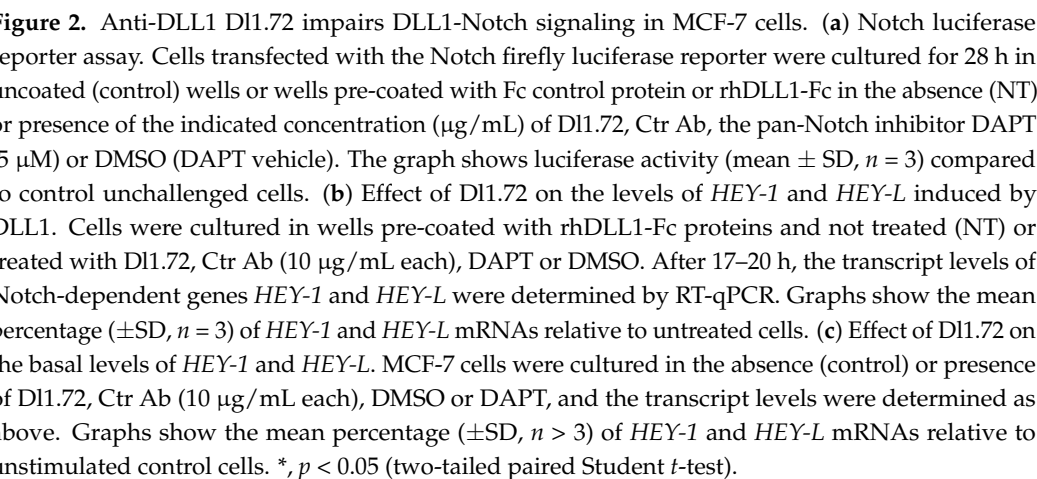 Figure 2. Anti-DLL1 Dl1.72 impairs DLL1-Notch signaling in MCF-7 cells. (a) Notch luciferase
reporter assay. Cells transfected with the Notch firefly luciferase reporter were cultured for 28 h in
uncoated (control) wells or wells pre-coated with Fc control protein or rhDLL1-Fc in the absence (NT)
or presence of the indicated concentration (µg/mL) of Dl1.72, Ctr Ab, the pan-Notch inhibitor DAPT
5 µM) or DMSO (DAPT vehicle). The graph shows luciferase activity (mean ± SD, n = 3) compared
to control unchallenged cells. (b) Effect of Dl1.72 on the levels of HEY-1 and HEY-L induced by
DLL1. Cells were cultured in wells pre-coated with rhDLL1-Fc proteins and not treated (NT) or
treated with Dl1.72, Ctr Ab (10 µg/mL each), DAPT or DMSO. After 17–20 h, the transcript levels of
Notch-dependent genes HEY-1 and HEY-L were determined by RT-qPCR. Graphs show the mean
percentage (±SD, n = 3) of HEY-1 and HEY-L mRNAs relative to untreated cells. (c) Effect of Dl1.72 on
the basal levels of HEY-1 and HEY-L. MCF-7 cells were cultured in the absence (control) or presence
of Dl1.72, Ctr Ab (10 µg/mL each), DMSO or DAPT, and the transcript levels were determined as
above. Graphs show the mean percentage (±SD, n > 3) of HEY-1 and HEY-L mRNAs relative to
unstimulated control cells. *, p < 0.05 (two-tailed paired Student t-test).